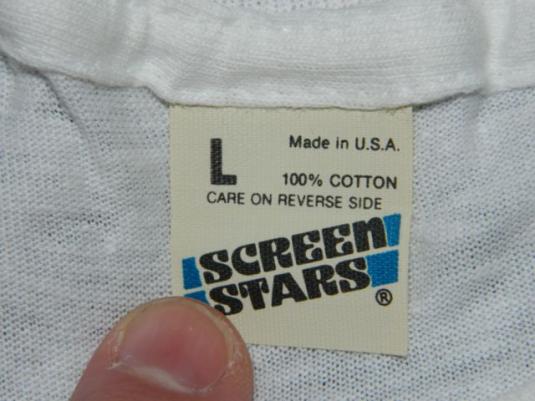 L Made in U.S.A.
100% COTTON
CARE ON REVERSE SIDE
SCREEN
STARS ®